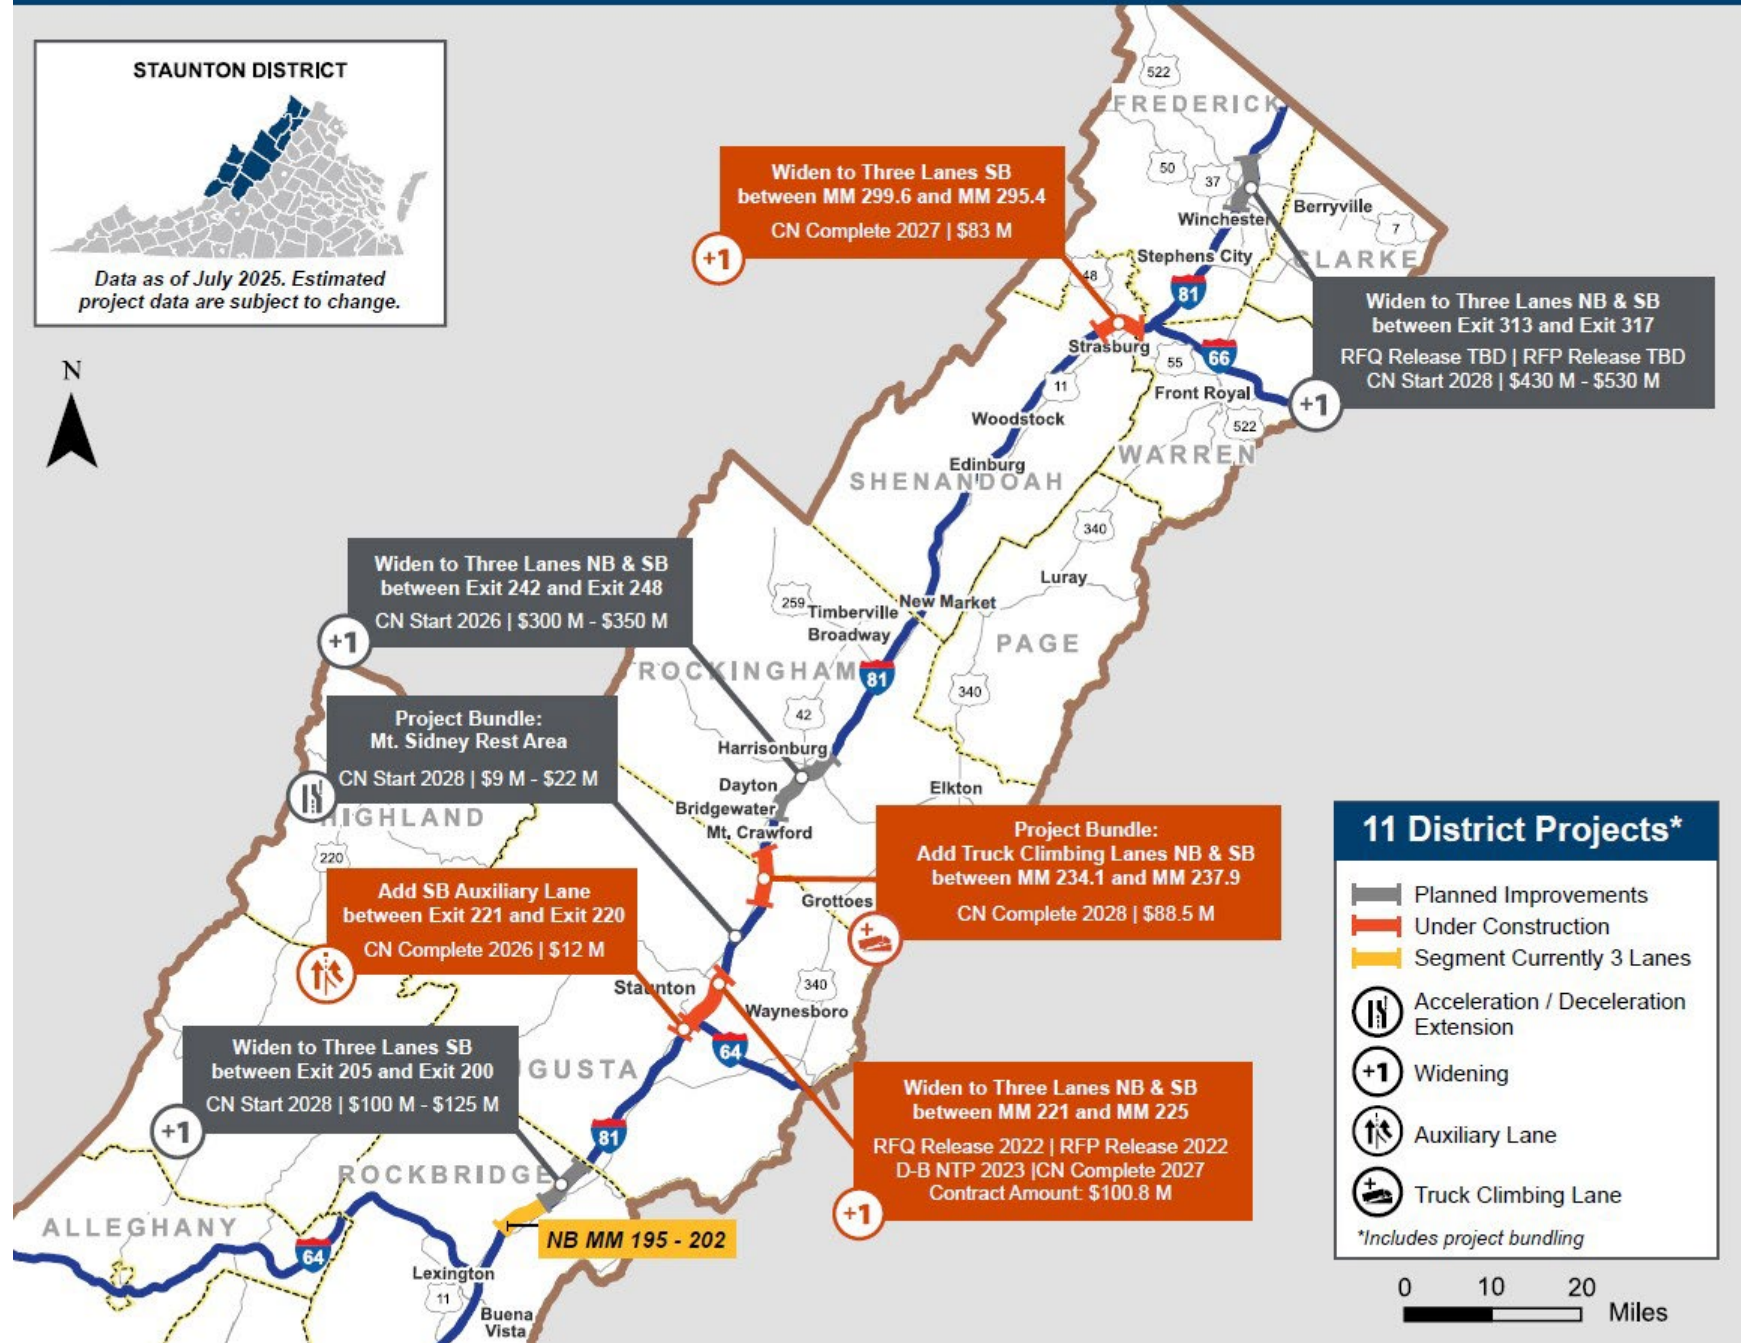 STAUNTON DISTRICT
Data as of July 2025. Estimated
project data are subject to change.
N
522
FREDERICK
50
37
Winchester
Berryville
7
CLARKE
Stephens City
48
81
Strasburg
55
66
Front Royal
522
11
Woodstock
WARREN
Edinburg
SHENANDOAH
340
Luray
259
Timberville
New Market
Broadway
PAGE
ROCKINGHAM
81
340
42
Harrisonburg
Dayton
Elkton
Bridgewater
Mt. Crawford
HIGHLAND
220
Grottoes
Staunton
340
Waynesboro
64
UGUSTA
81
ROCKBRIDGE
ALLEGHANY
64
Lexington
11
Buena
Vista
Widen to Three Lanes SB
between MM 299.6 and MM 295.4
CN Complete 2027 | $83 M
+1
Widen to Three Lanes NB & SB
between Exit 313 and Exit 317
RFQ Release TBD | RFP Release TBD
CN Start 2028 | $430 M - $530 M
+1
Widen to Three Lanes NB & SB
between Exit 242 and Exit 248
CN Start 2026 | $300 M - $350 M
+1
Project Bundle:
Mt. Sidney Rest Area
CN Start 2028 | $9 M - $22 M
Project Bundle:
Add Truck Climbing Lanes NB & SB
between MM 234.1 and MM 237.9
CN Complete 2028 | $88.5 M
Add SB Auxiliary Lane
between Exit 221 and Exit 220
CN Complete 2026 | $12 M
Widen to Three Lanes SB
between Exit 205 and Exit 200
CN Start 2028 | $100 M - $125 M
+1
Widen to Three Lanes NB & SB
between MM 221 and MM 225
RFQ Release 2022 | RFP Release 2022
D-B NTP 2023 |CN Complete 2027
Contract Amount: $100.8 M
+1
NB MM 195 - 202
11 District Projects*
Planned Improvements
Under Construction
Segment Currently 3 Lanes
Acceleration / Deceleration
Extension
+1 Widening
Auxiliary Lane
Truck Climbing Lane
*Includes project bundling
0 10 20
Miles